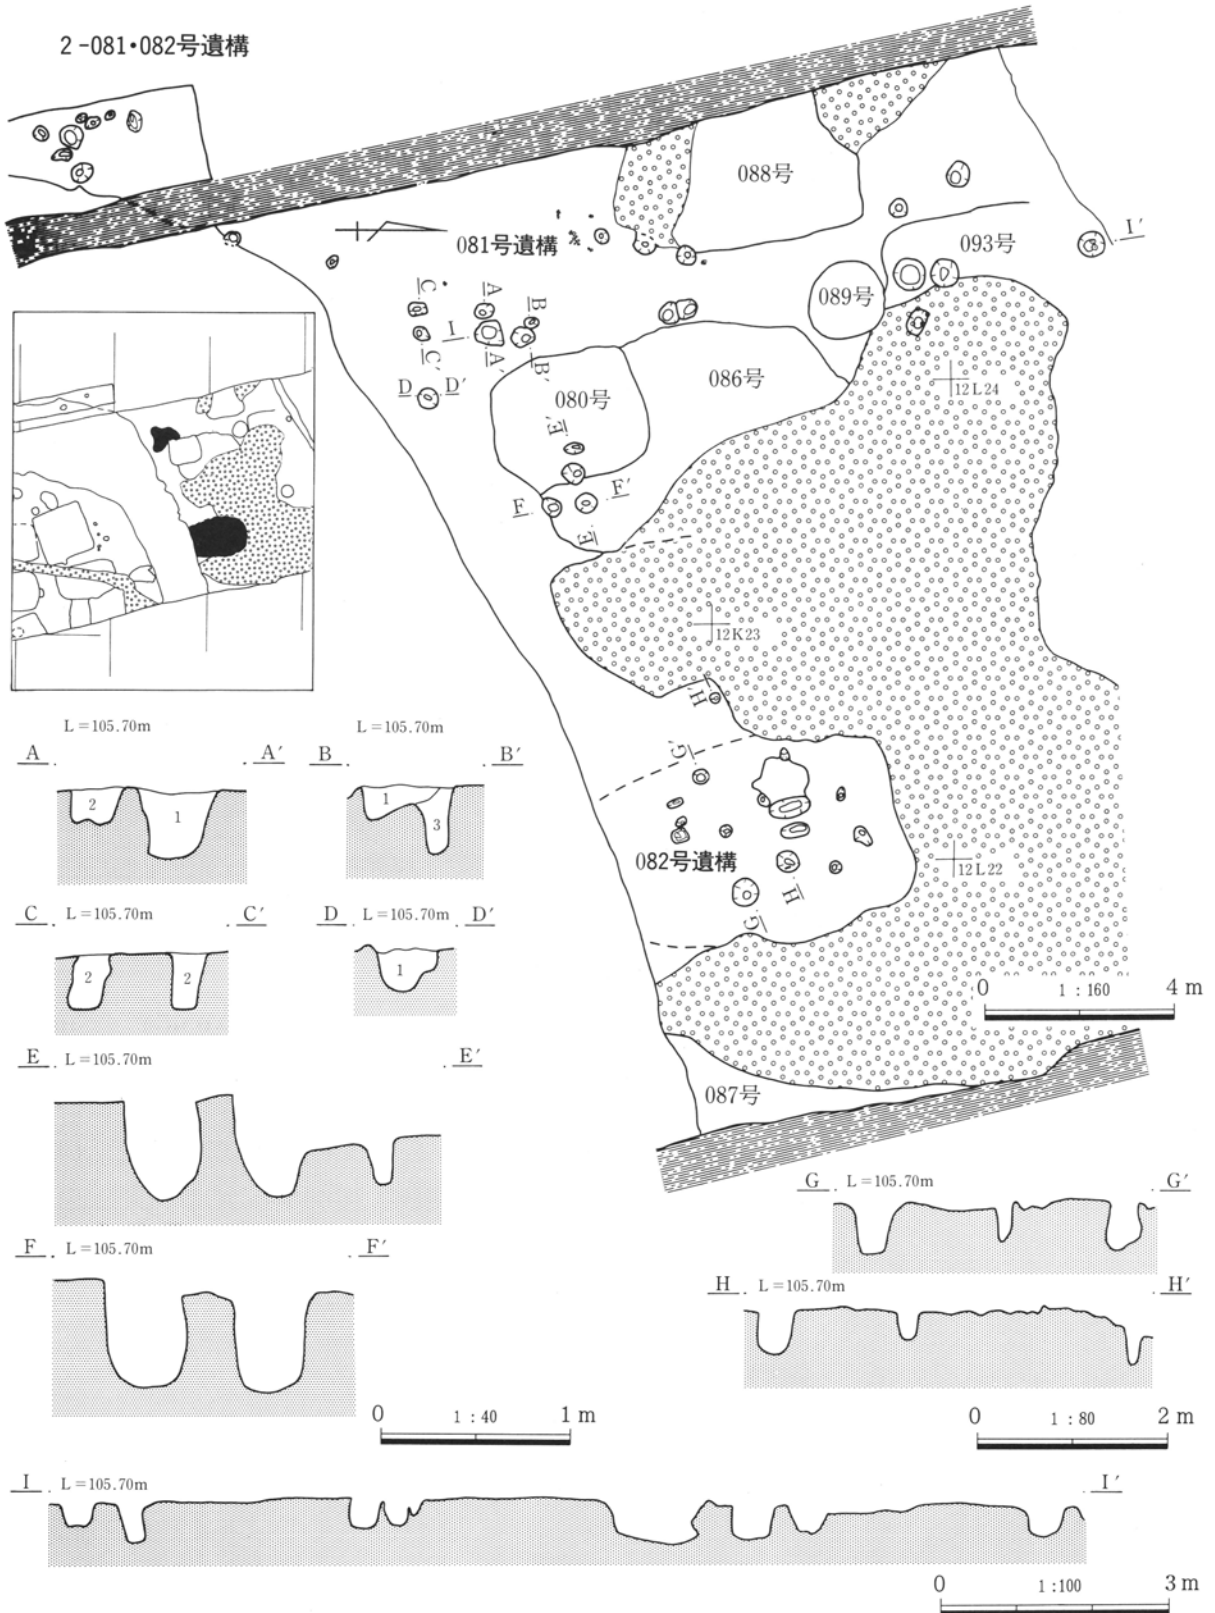 2-081・082号遺構
088号
081号遺構
093号
I′
089号
C A B
I
C′ A′ B′
D D′
080号
086号
12L24
E′
F F′
E
12K23
H′
G′
082号遺構
12L22
H
G
0 1：160 4m
087号
L＝105.70m L＝105.70m
A A′ B B′
2 1 1 3
C L＝105.70m C′ D L＝105.70m D′
2 2 1
E L＝105.70m E′
G L＝105.70m G′
F L＝105.70m F′
H L＝105.70m H′
0 1：40 1m
0 1：80 2m
I L＝105.70m I′
0 1：100 3m